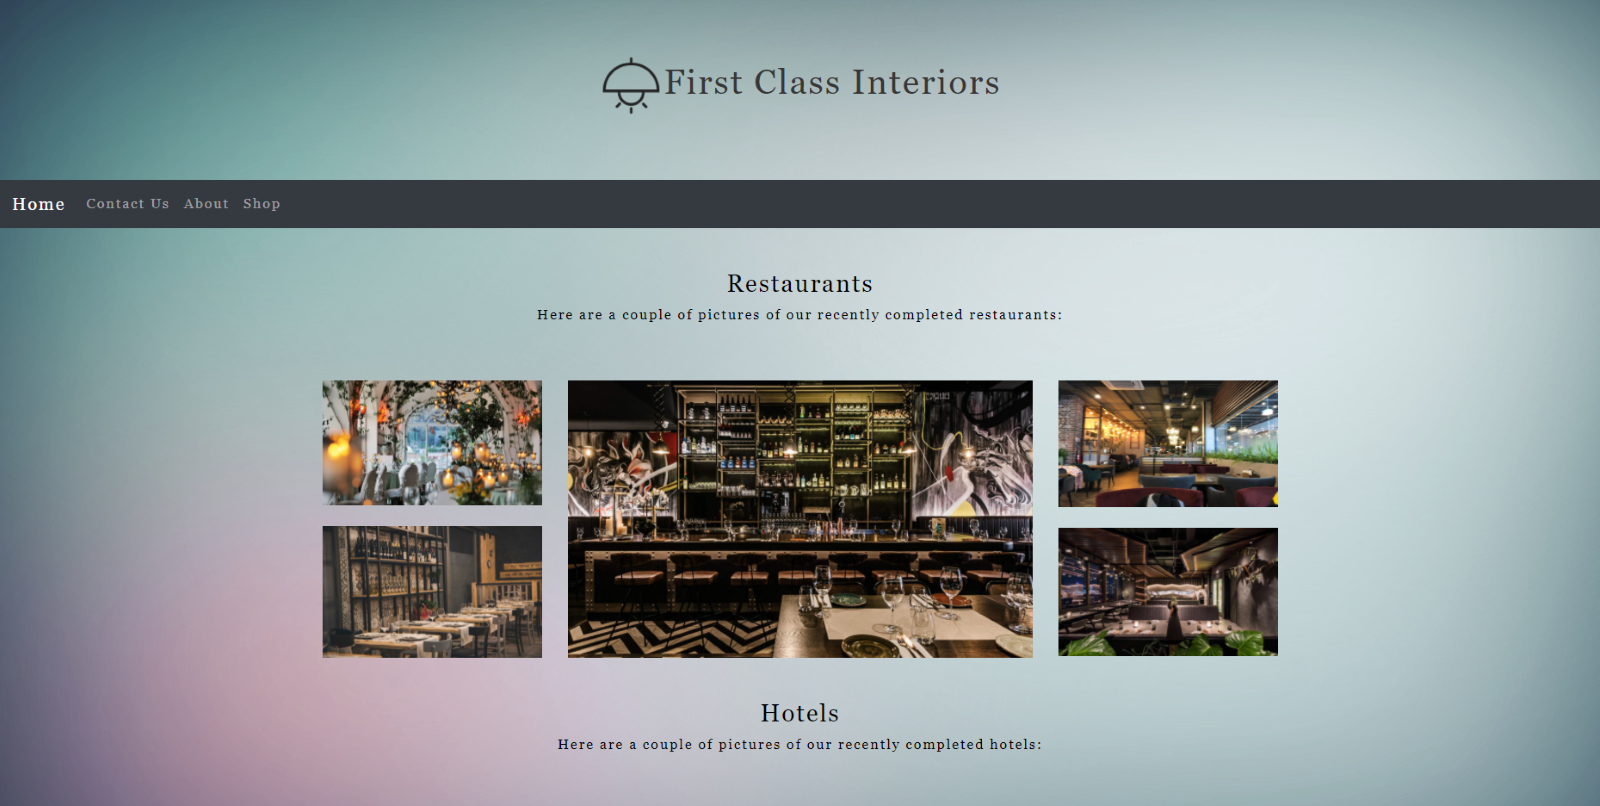 First Class Interiors
Home Contact Us About Shop
Restaurants
Here are a couple of pictures of our recently completed restaurants:
Hotels
Here are a couple of pictures of our recently completed hotels: